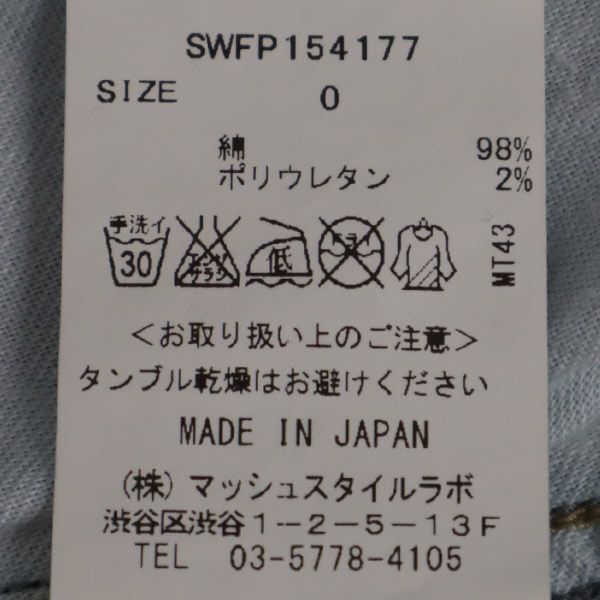 SWFP154177
SIZE 0
綿 98%
ポリウレタン 2%
手洗イ
30 エンソサラシ 低 ドライ
MT43
<お取り扱い上のご注意>
タンブル乾燥はお避けください
MADE IN JAPAN
(株)マッシュスタイルラボ
渋谷区渋谷1-2-5-13F
TEL 03-5778-4105